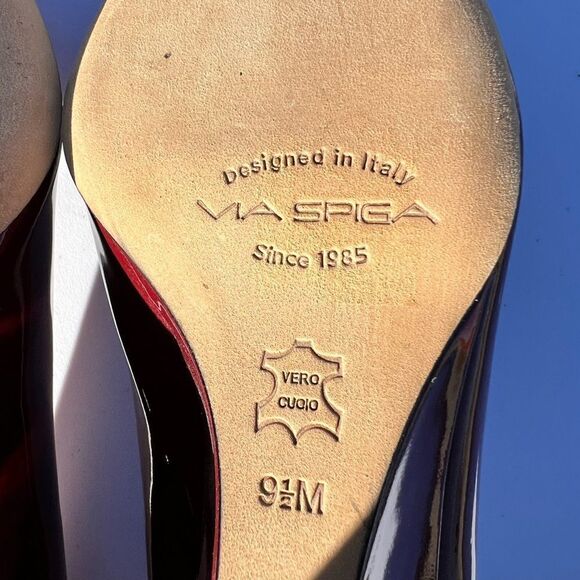 Designed in Italy
VIA SPIGA
Since 1985
VERO
CUOIO
9½M